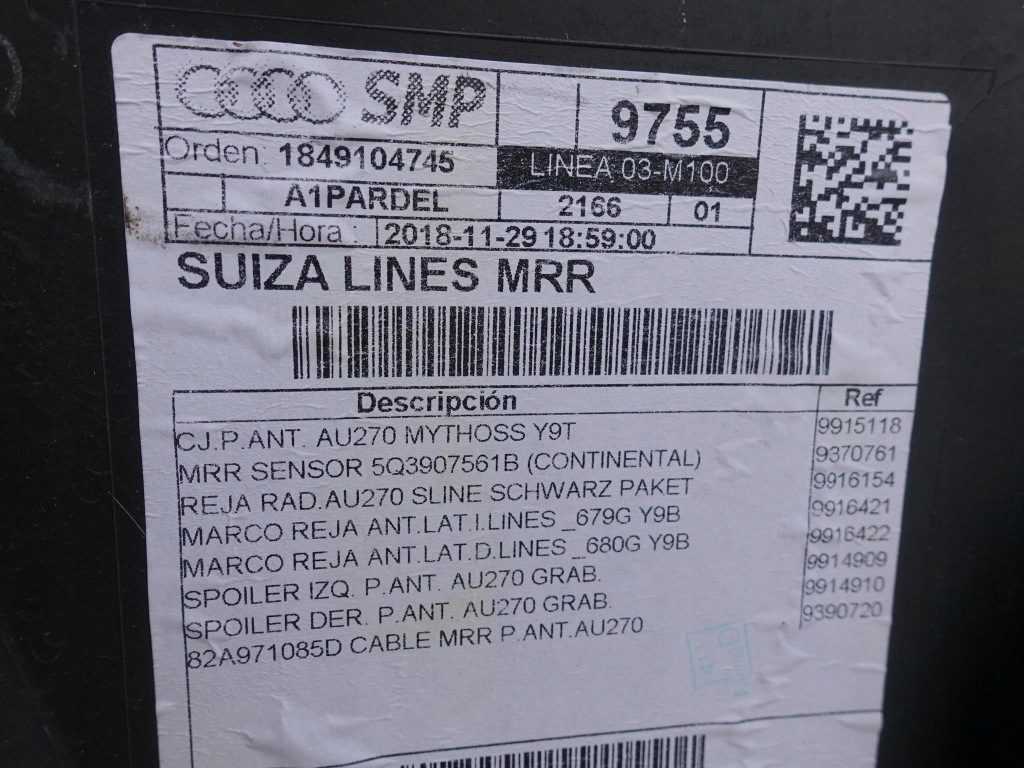 SMP
9755
Orden: 1849104745
LINEA 03-M100
A1PARDEL
2166
01
Fecha/Hora : 2018-11-29 18:59:00
SUIZA LINES MRR
Descripción Ref
CJ.P.ANT. AU270 MYTHOSS Y9T 9915118
MRR SENSOR 5Q3907561B (CONTINENTAL) 9370761
REJA RAD.AU270 SLINE SCHWARZ PAKET 9916154
MARCO REJA ANT.LAT.I.LINES _679G Y9B 9916421
MARCO REJA ANT.LAT.D.LINES _680G Y9B 9916422
SPOILER IZQ. P.ANT. AU270 GRAB. 9914909
SPOILER DER. P.ANT. AU270 GRAB. 9914910
82A971085D CABLE MRR P.ANT.AU270 9390720